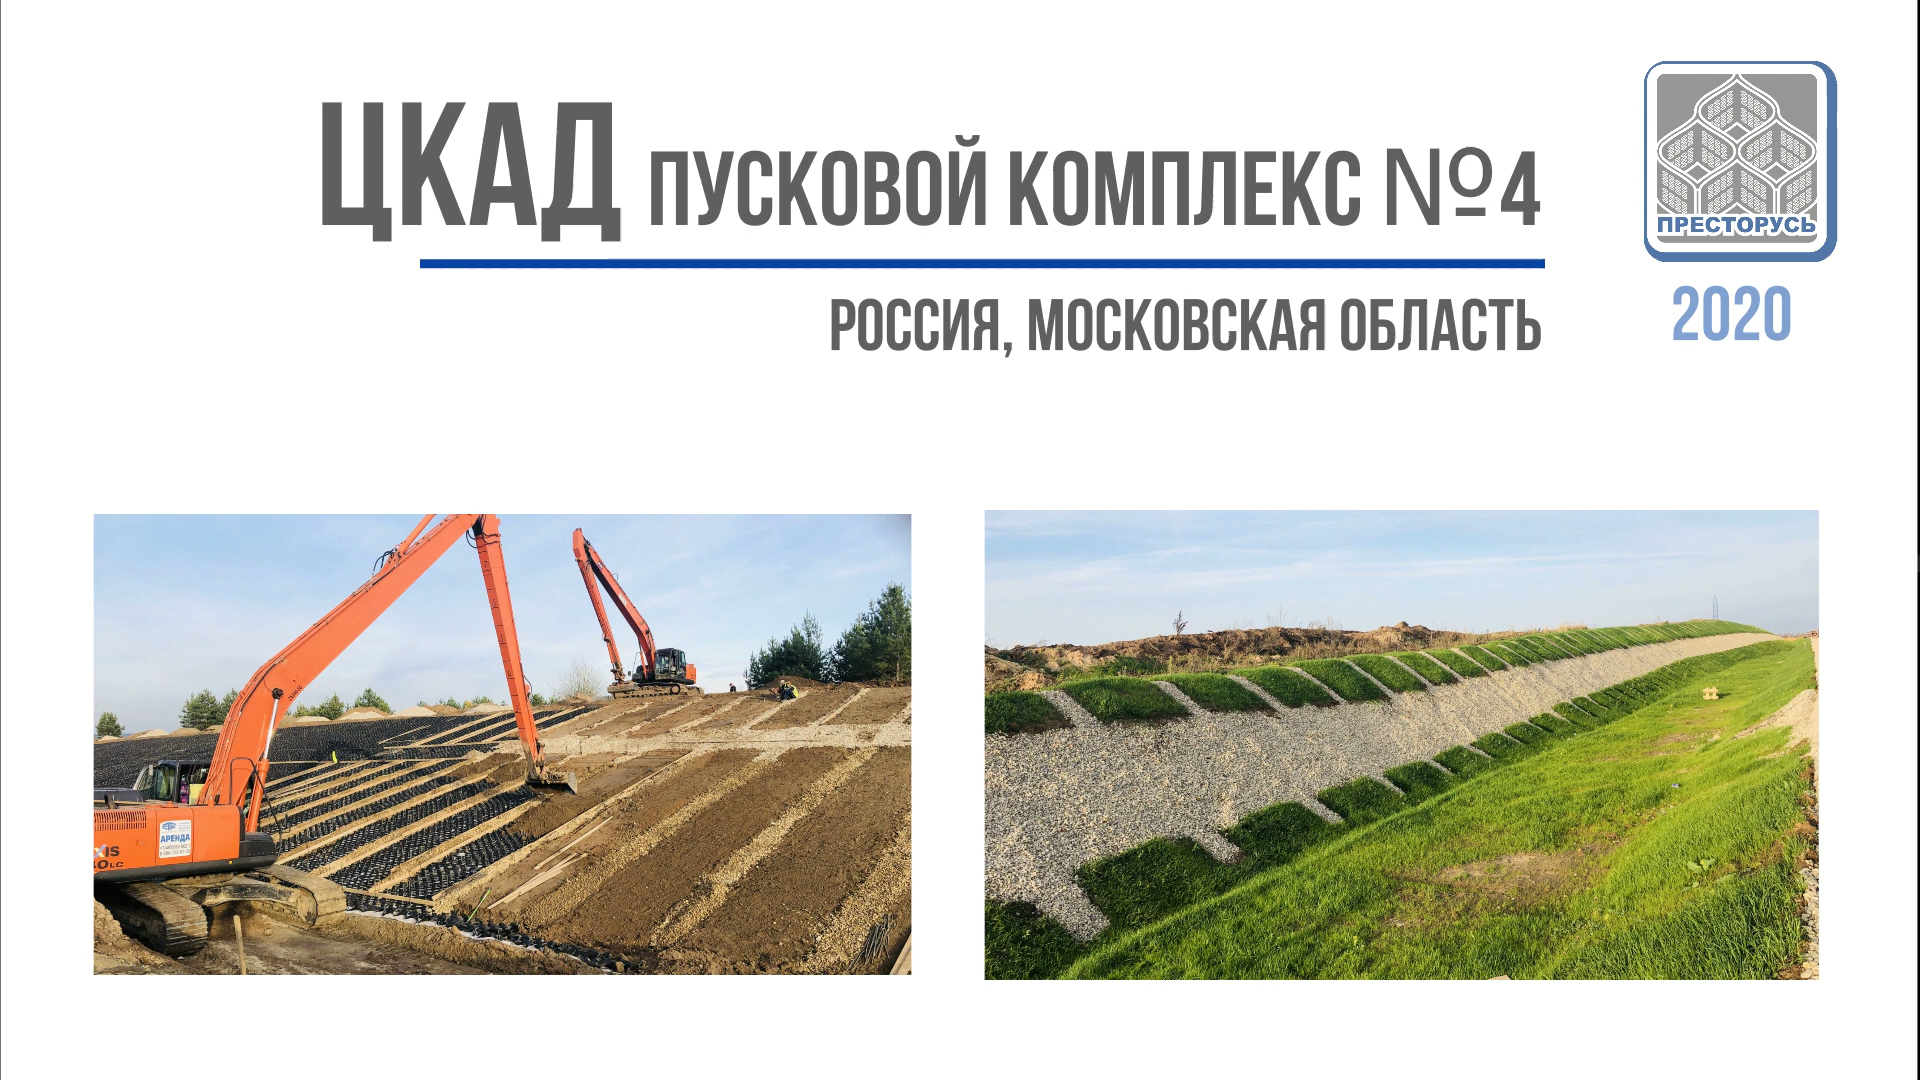 ЦКАД ПУСКОВОЙ КОМПЛЕКС №4
ПРЕСТОРУСЬ
РОССИЯ, МОСКОВСКАЯ ОБЛАСТЬ
2020
АРЕНДА